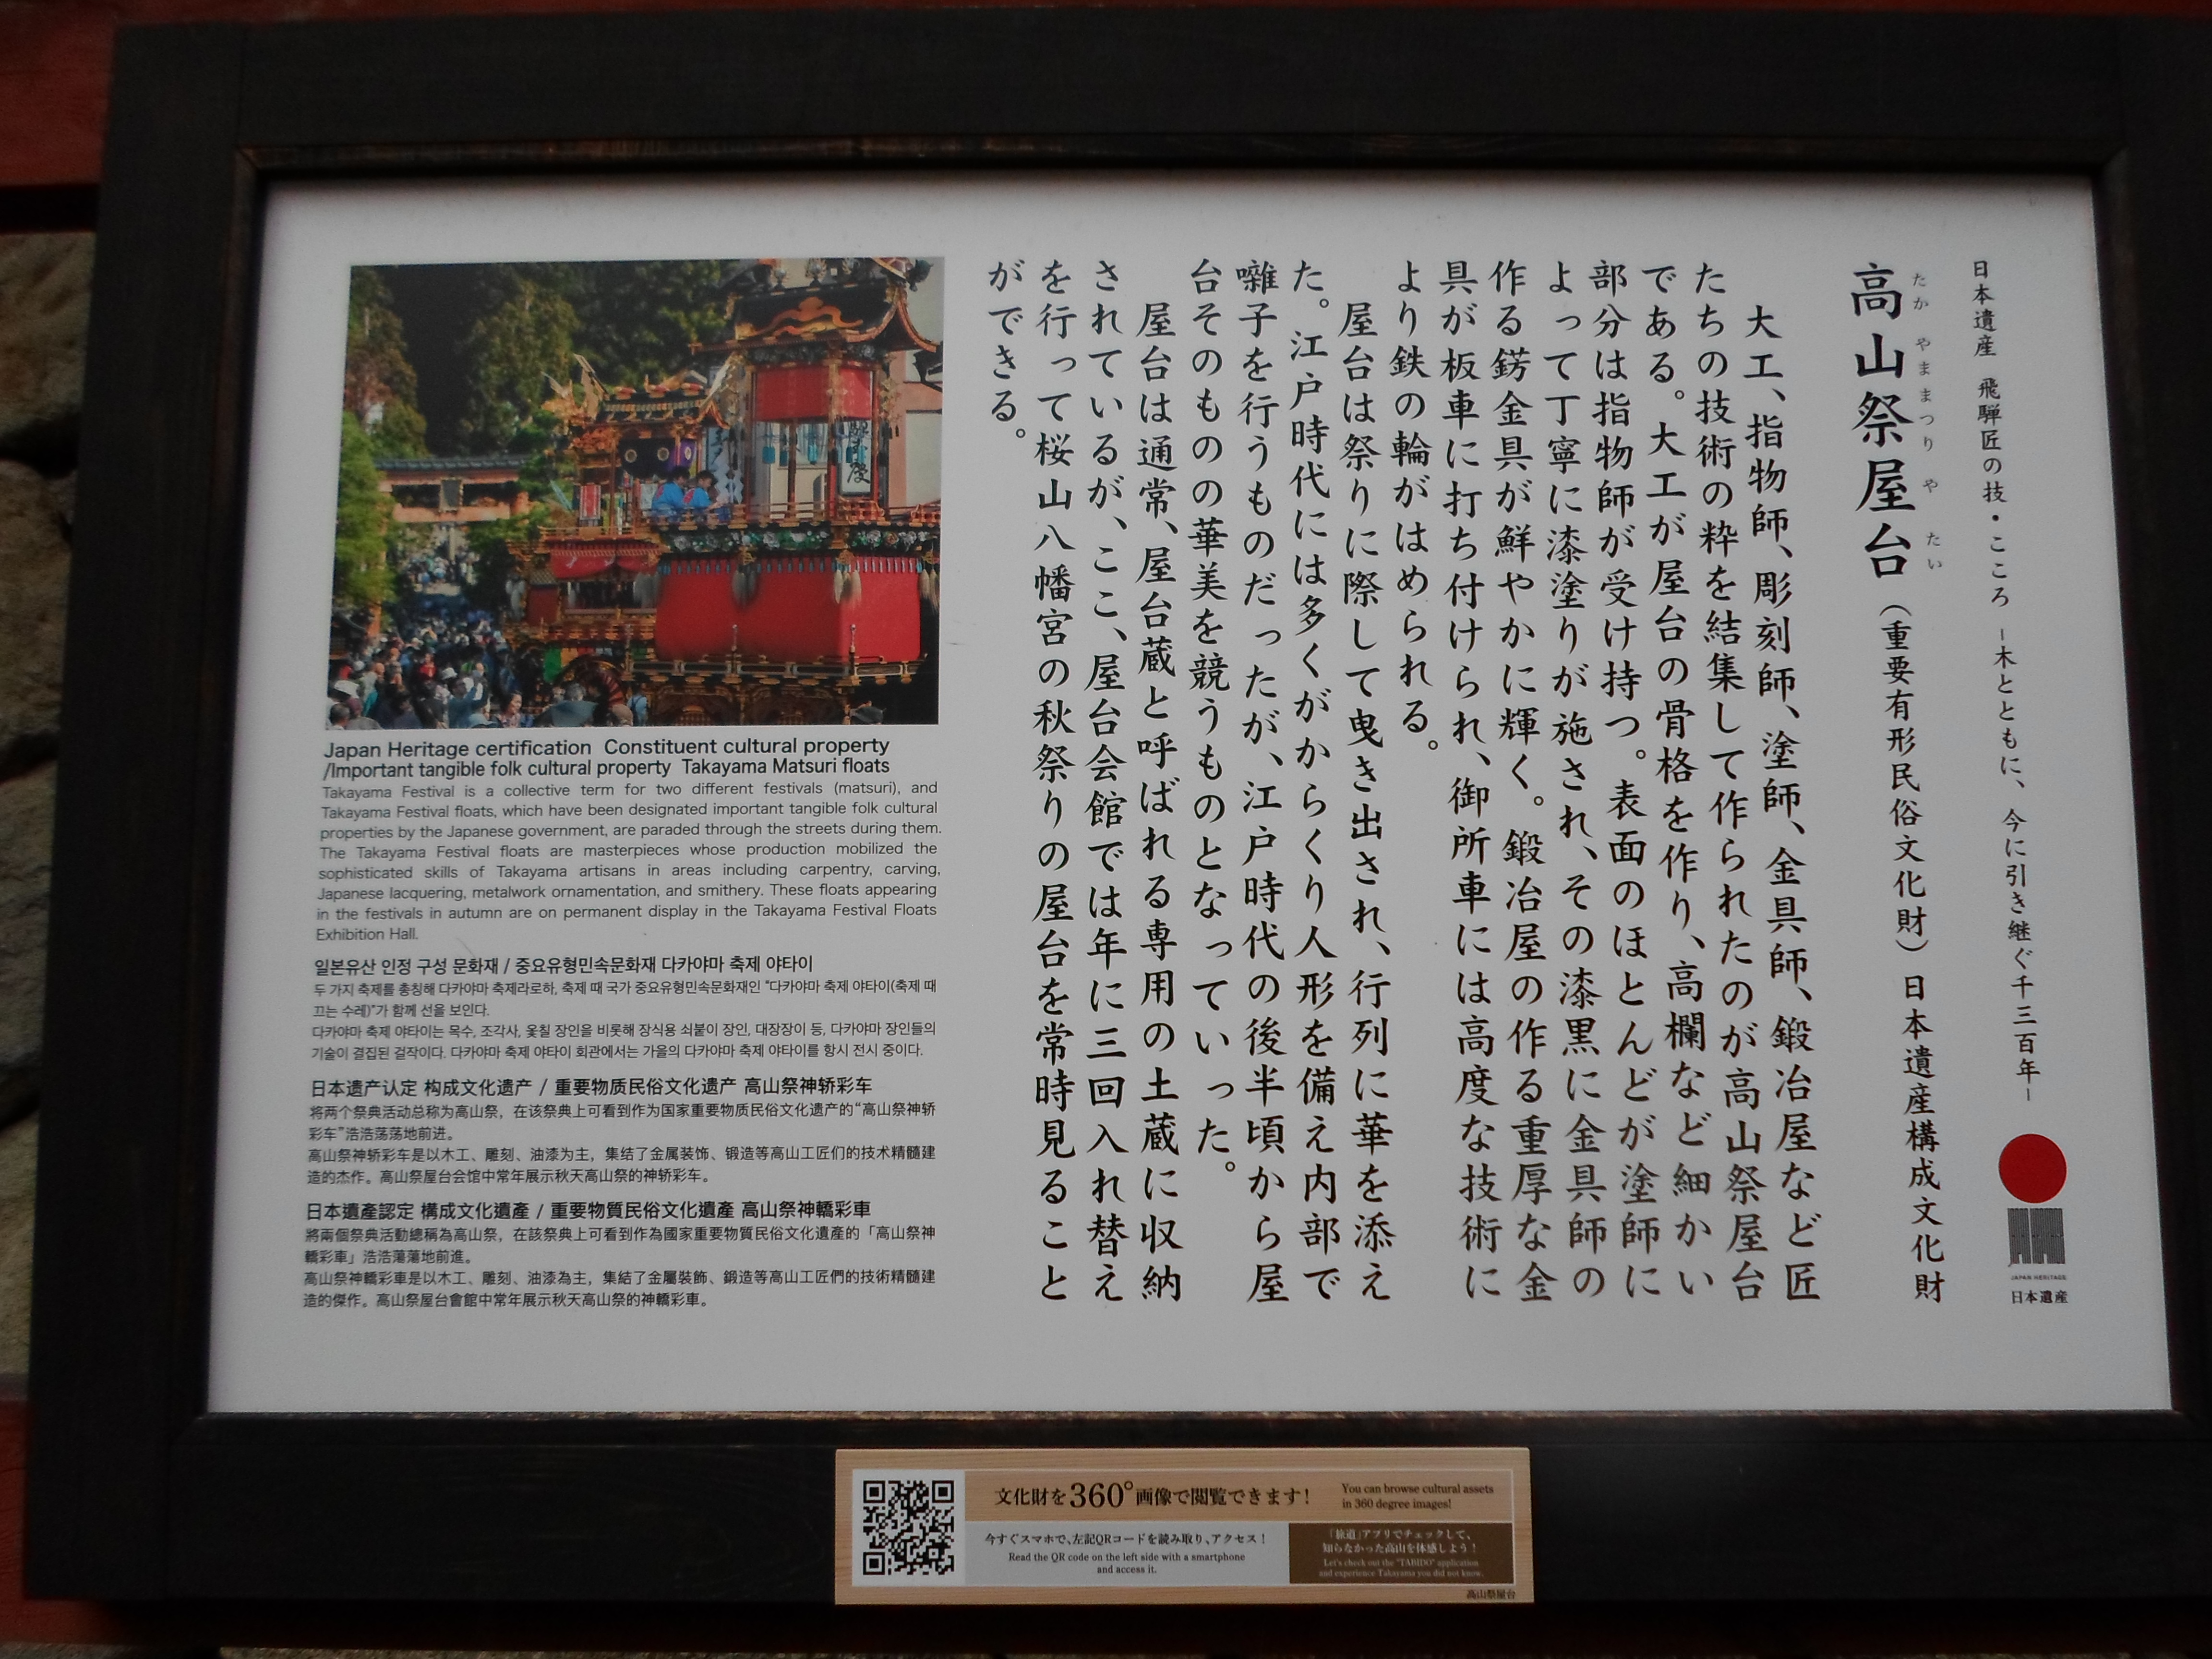 日本遺産 飛騨匠の技・こころ －木とともに、今に引き継ぐ千三百年－
JAPAN HERITAGE
日本遺産
たか やま まつり や たい
高山祭屋台（重要有形民俗文化財）日本遺産構成文化財
大工、指物師、彫刻師、塗師、金具師、鍛冶屋など匠
たちの技術の粋を結集して作られたのが高山祭屋台
である。大工が屋台の骨格を作り、高欄など細かい
部分は指物師が受け持つ。表面のほとんどが塗師に
よって丁寧に漆塗りが施され、その漆黒に金具師の
作る錺金具が鮮やかに輝く。鍛冶屋の作る重厚な金
具が板車に打ち付けられ、御所車には高度な技術に
より鉄の輪がはめられる。
屋台は祭りに際して曳き出され、行列に華を添え
た。江戸時代には多くがからくり人形を備え内部で
囃子を行うものだったが、江戸時代の後半頃から屋
台そのものの華美を競うものとなっていった。
屋台は通常、屋台蔵と呼ばれる専用の土蔵に収納
されているが、ここ、屋台会館では年に三回入れ替え
を行って桜山八幡宮の秋祭りの屋台を常時見ること
ができる。
Japan Heritage certification Constituent cultural property
/Important tangible folk cultural property Takayama Matsuri floats
Takayama Festival is a collective term for two different festivals (matsuri), and
Takayama Festival floats, which have been designated important tangible folk cultural
properties by the Japanese government, are paraded through the streets during them.
The Takayama Festival floats are masterpieces whose production mobilized the
sophisticated skills of Takayama artisans in areas including carpentry, carving,
Japanese lacquering, metalwork ornamentation, and smithery. These floats appearing
in the festivals in autumn are on permanent display in the Takayama Festival Floats
Exhibition Hall.
일본유산 인정 구성 문화재 / 중요유형민속문화재 다카야마 축제 야타이
두 가지 축제를 총칭해 다카야마 축제라로하, 축제 때 국가 중요유형민속문화재인 "다카야마 축제 야타이(축제 때
끄는 수레)"가 함께 선을 보인다.
다카야마 축제 야타이는 목수, 조각사, 옻칠 장인을 비롯해 장식용 쇠붙이 장인, 대장장이 등, 다카야마 장인들의
기술이 결집된 걸작이다. 다카야마 축제 야타이 회관에서는 가을의 다카야마 축제 야타이를 항시 전시 중이다.
日本遗产认定 构成文化遗产 / 重要物质民俗文化遗产 高山祭神轿彩车
将两个祭典活动总称为高山祭，在该祭典上可看到作为国家重要物质民俗文化遗产的“高山祭神轿
彩车”浩浩荡荡地前进。
高山祭神轿彩车是以木工、雕刻、油漆为主，集结了金属装饰、锻造等高山工匠们的技术精髓建
造的杰作。高山祭屋台会馆中常年展示秋天高山祭的神轿彩车。
日本遺產認定 構成文化遺產 / 重要物質民俗文化遺產 高山祭神轎彩車
將兩個祭典活動總稱為高山祭，在該祭典上可看到作為國家重要物質民俗文化遺產的「高山祭神
轎彩車」浩浩蕩蕩地前進。
高山祭神轎彩車是以木工、雕刻、油漆為主，集結了金屬裝飾、鍛造等高山工匠們的技術精髓建
造的傑作。高山祭屋台會館中常年展示秋天高山祭的神轎彩車。
文化財を360°画像で閲覧できます！
You can browse cultural assets
in 360 degree images!
今すぐスマホで、左記QRコードを読み取り、アクセス！
Read the QR code on the left side with a smartphone
and access it.
「旅道」アプリでチェックして、
知らなかった高山を体感しよう！
Let's check out the "TABIDO" application
and experience Takayama you did not know.
高山祭屋台